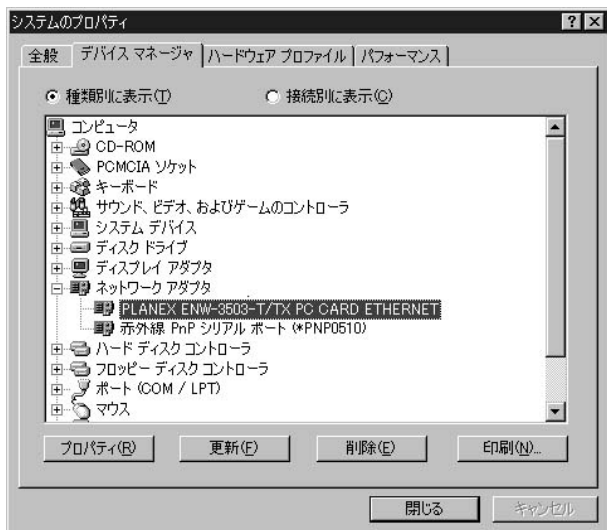 システムのプロパティ
全般 デバイス マネージャ ハードウェア プロファイル パフォーマンス
種類別に表示(T) 接続別に表示(C)
コンピュータ
CD-ROM
PCMCIA ソケット
キーボード
サウンド、ビデオ、およびゲームのコントローラ
システム デバイス
ディスク ドライブ
ディスプレイ アダプタ
ネットワーク アダプタ
PLANEX ENW-3503-T/TX PC CARD ETHERNET
赤外線 PnP シリアル ポート (*PNP0510)
ハード ディスク コントローラ
フロッピー ディスク コントローラ
ポート (COM / LPT)
マウス
プロパティ(R) 更新(F) 削除(E) 印刷(N)...
閉じる キャンセル